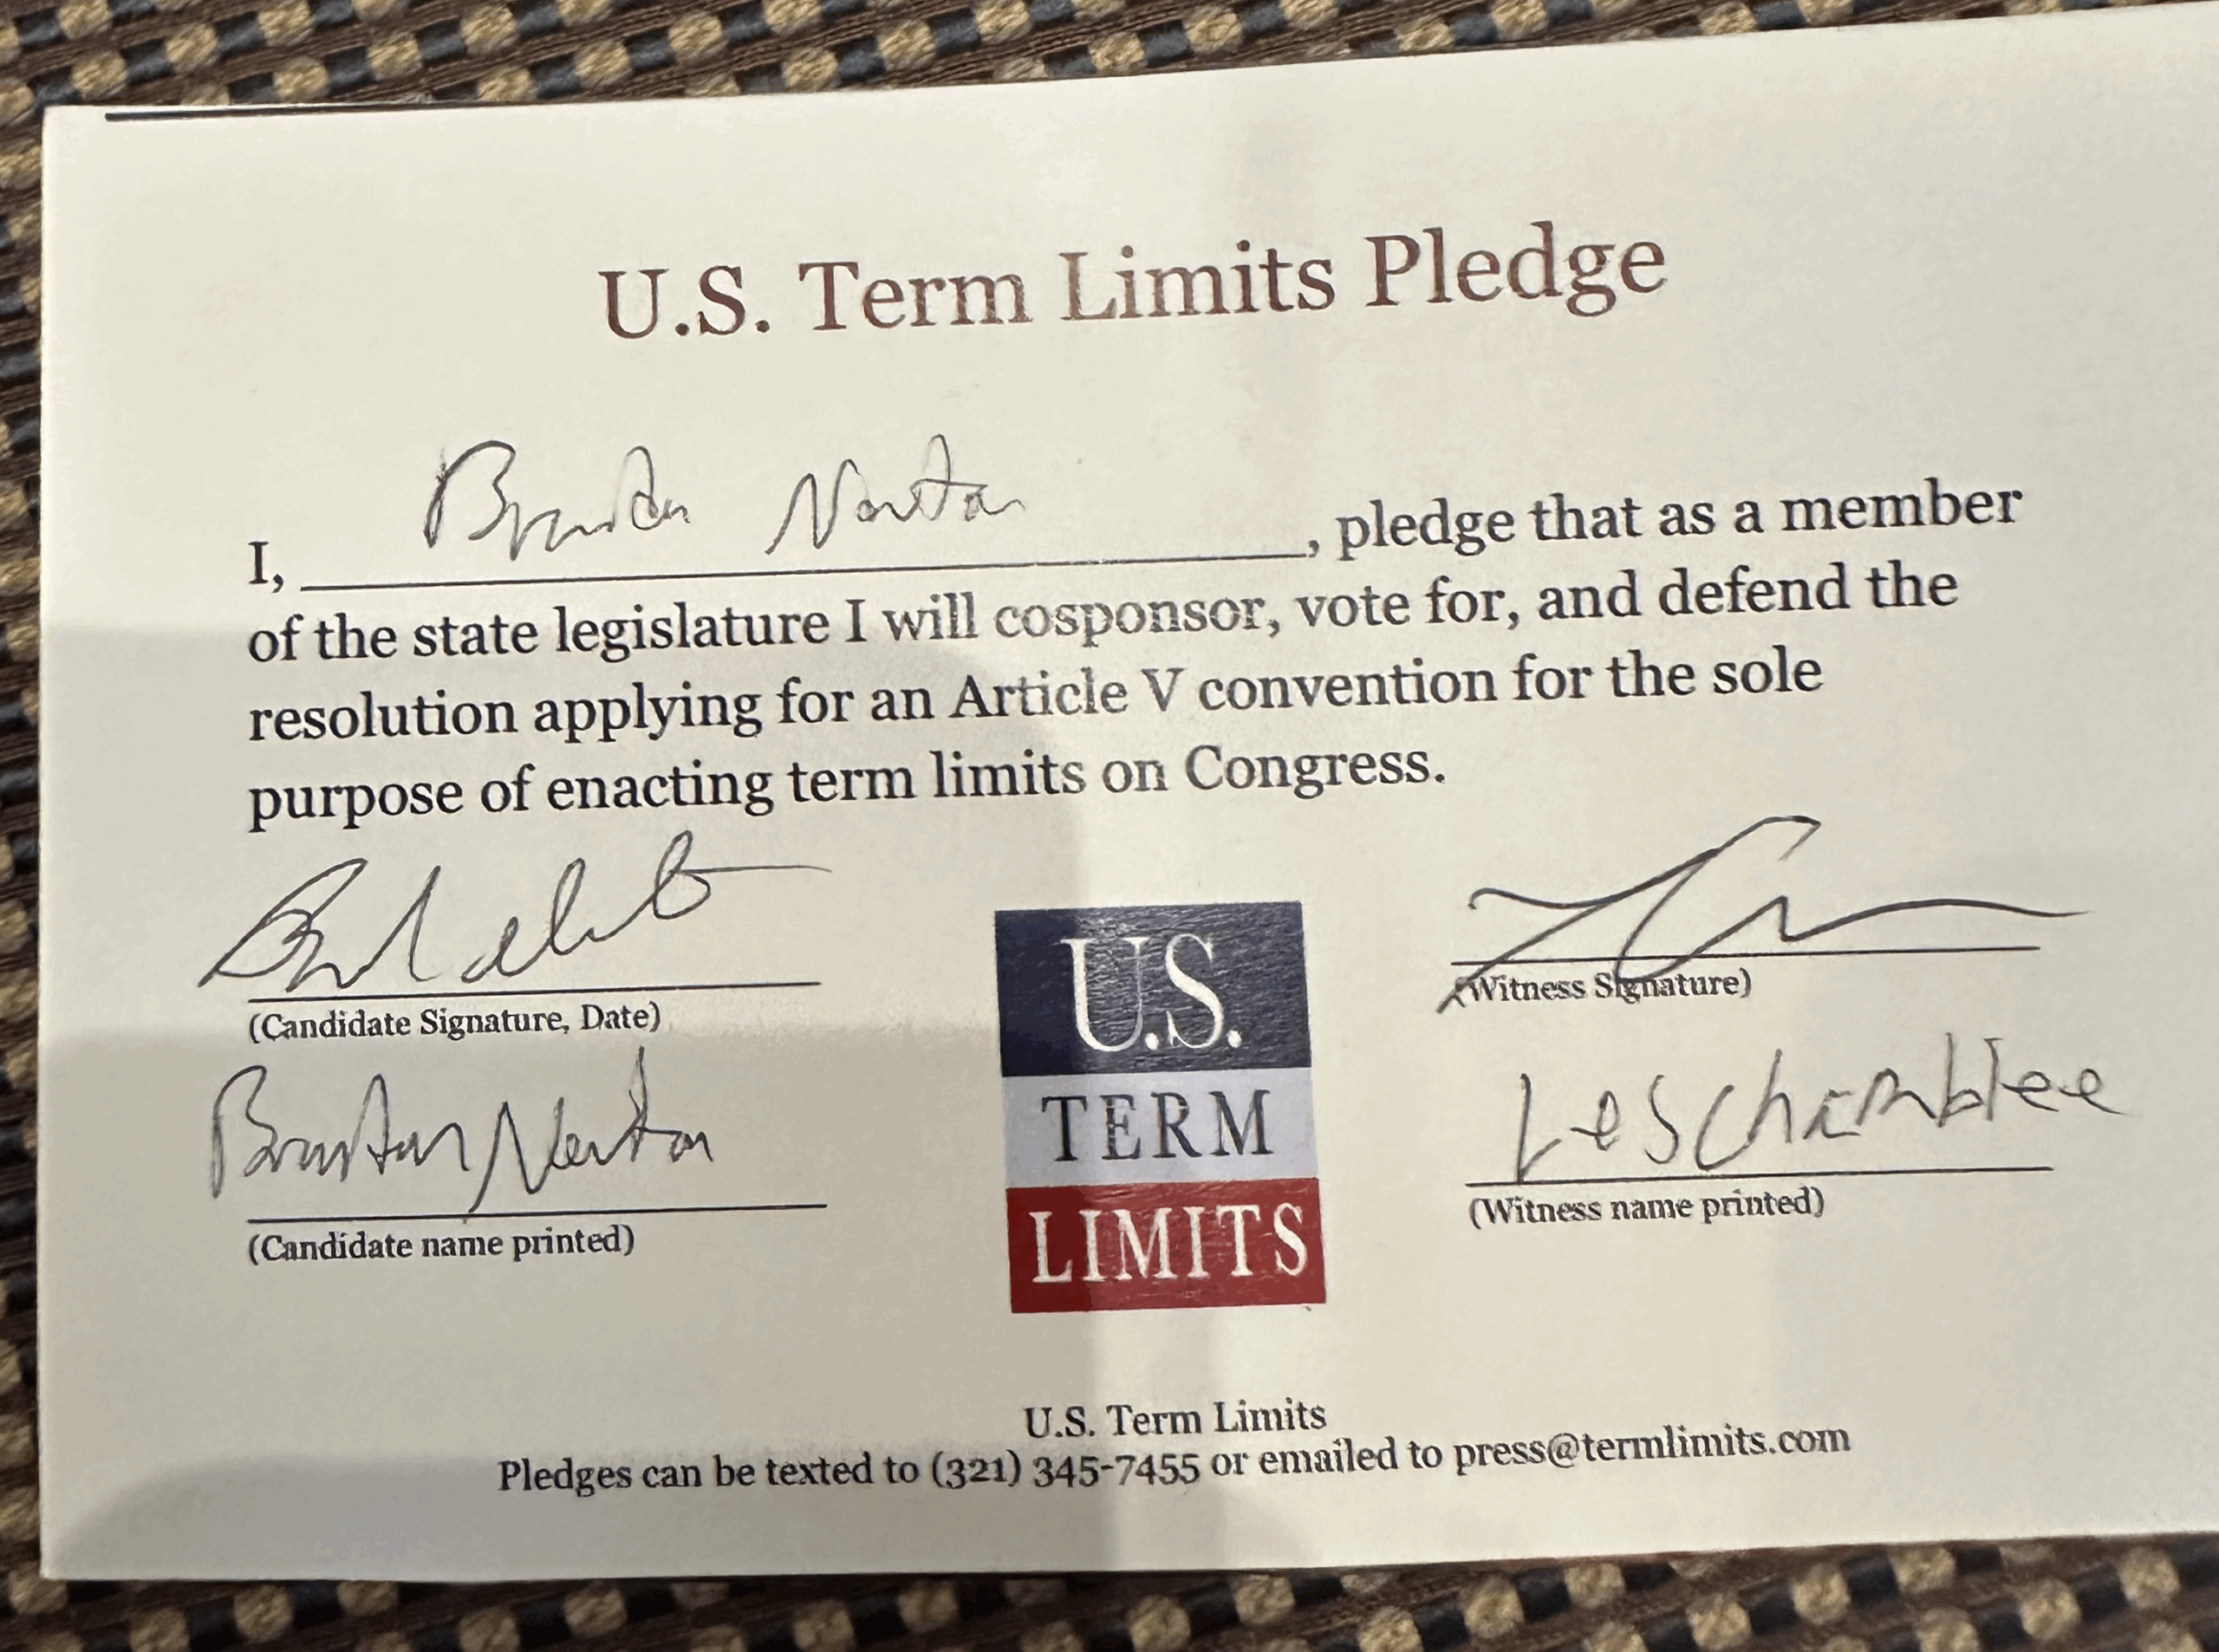 U.S. Term Limits Pledge
I, Brandon Newton, pledge that as a member
of the state legislature I will cosponsor, vote for, and defend the
resolution applying for an Article V convention for the sole
purpose of enacting term limits on Congress.
(Candidate Signature, Date)
Brandon Newton
(Candidate name printed)
U.S.
TERM
LIMITS
(Witness Signature)
Les Chamblee
(Witness name printed)
U.S. Term Limits
Pledges can be texted to (321) 345-7455 or emailed to press@termlimits.com